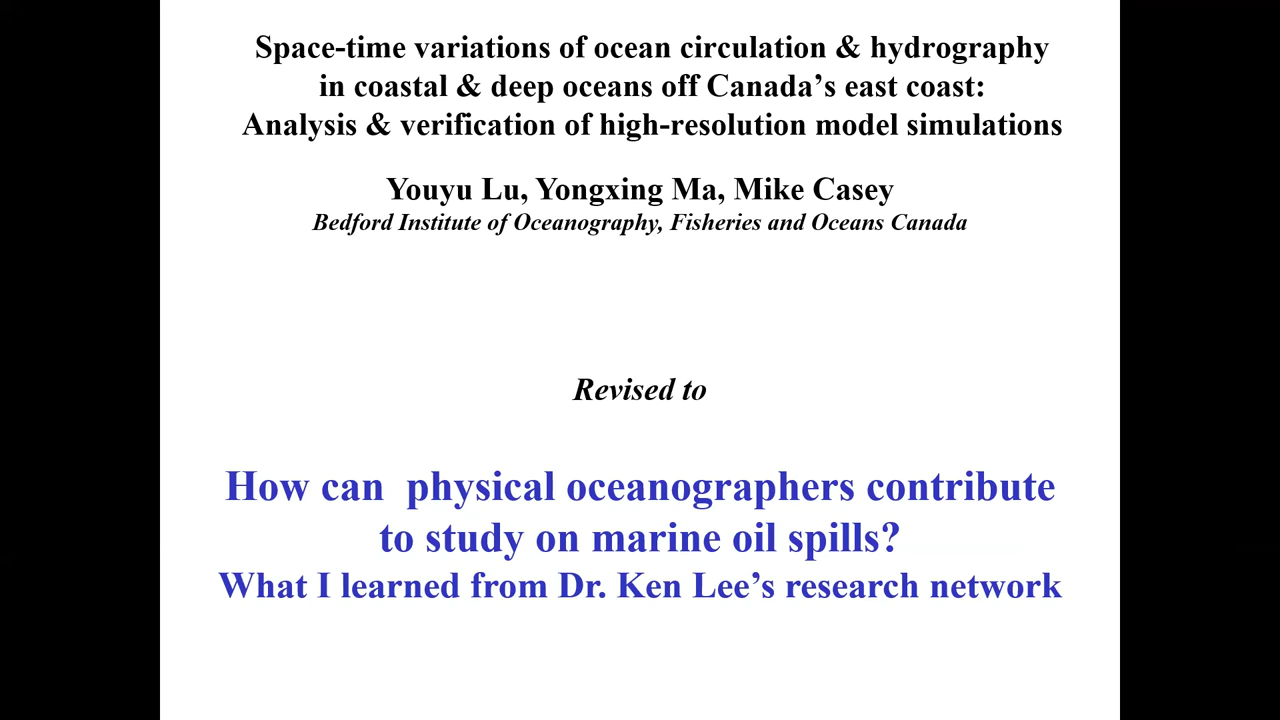 Space-time variations of ocean circulation & hydrography
in coastal & deep oceans off Canada’s east coast:
Analysis & verification of high-resolution model simulations
Youyu Lu, Yongxing Ma, Mike Casey
Bedford Institute of Oceanography, Fisheries and Oceans Canada
Revised to
How can  physical oceanographers contribute
to study on marine oil spills?
What I learned from Dr. Ken Lee’s research network